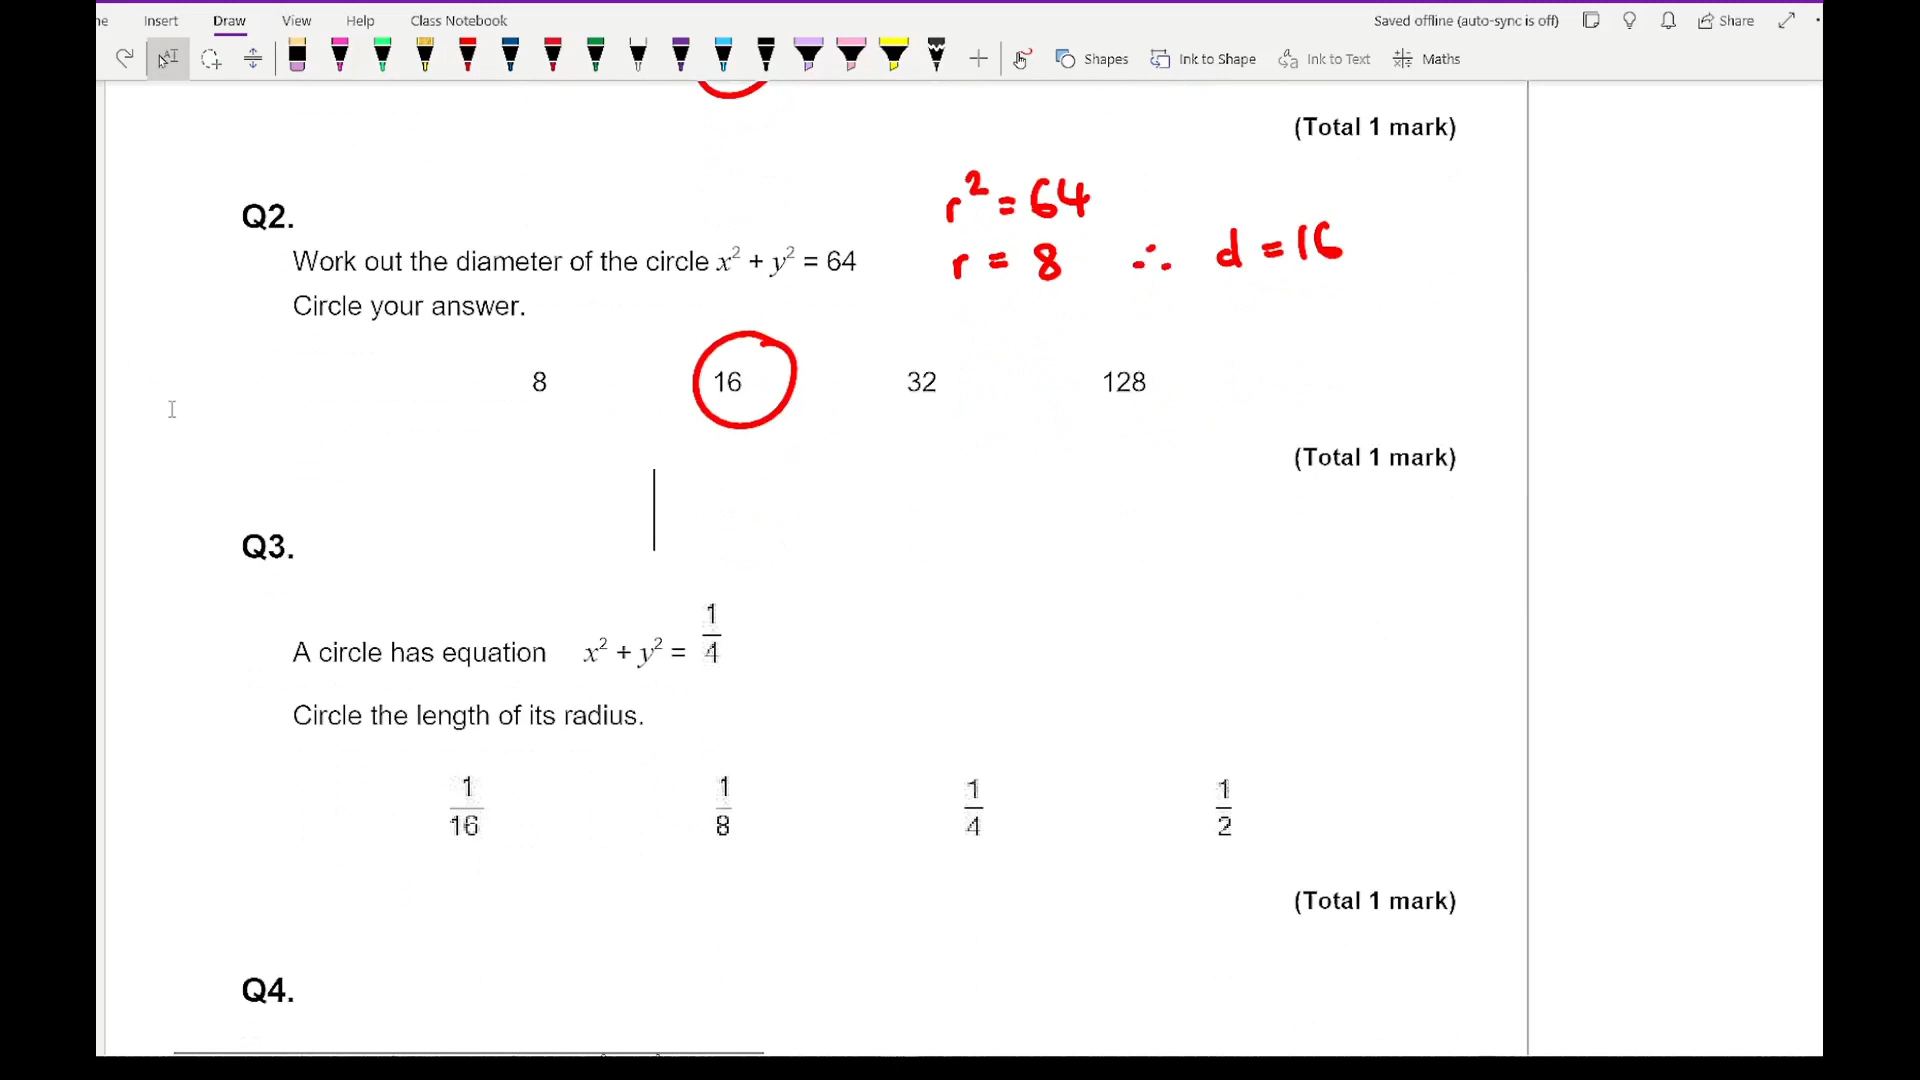 Insert Draw View Help Class Notebook Saved offline (auto-sync is off) Share
Shapes Ink to Shape Ink to Text Maths
(Total 1 mark)
Q2.
r² = 64
Work out the diameter of the circle x² + y² = 64
r = 8 ∴ d = 16
Circle your answer.
8 16 32 128
(Total 1 mark)
Q3.
A circle has equation x² + y² = 1/4
Circle the length of its radius.
1/16 1/8 1/4 1/2
(Total 1 mark)
Q4.